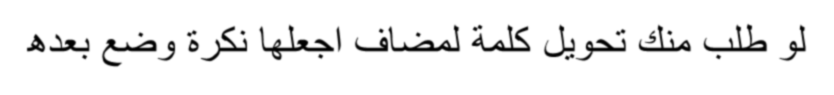 لو طلب منك تحويل كلمة لمضاف اجعلها نكرة وضع بعده